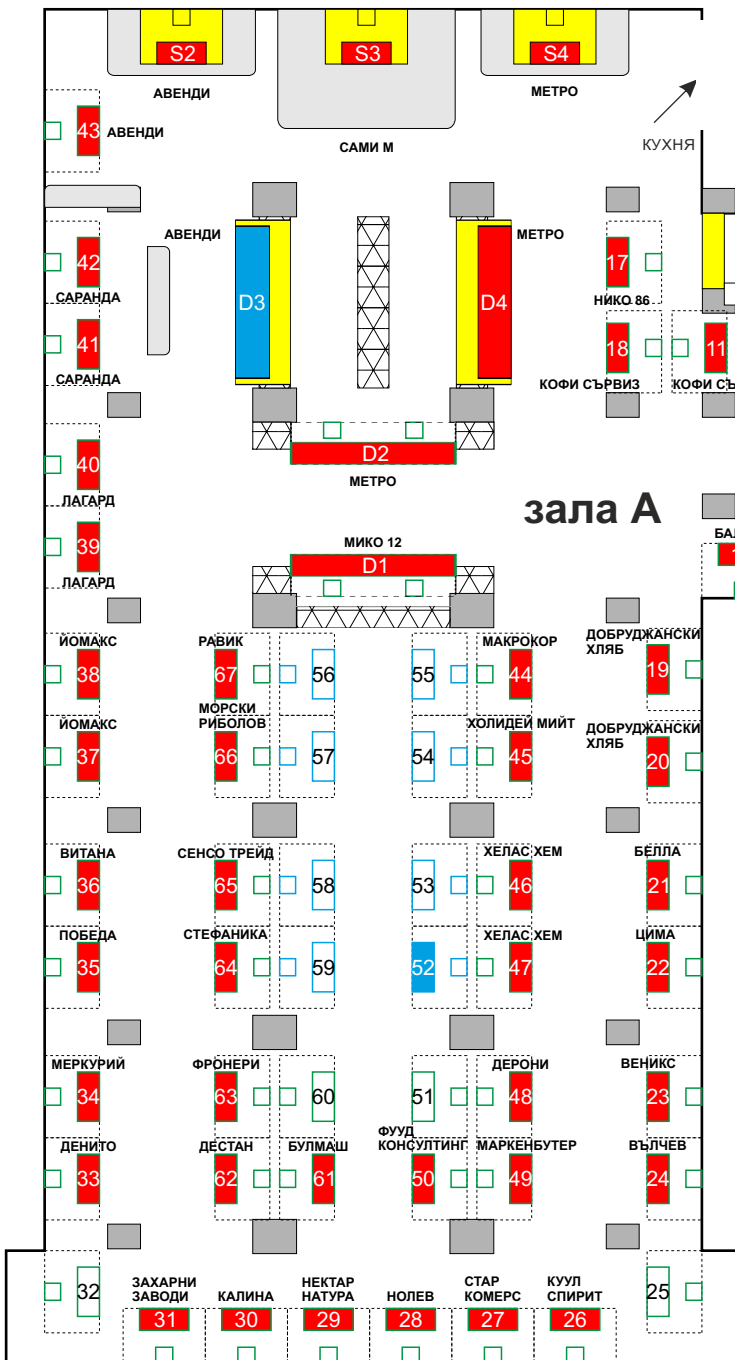 S2
S3
S4
АВЕНДИ
МЕТРО
43
АВЕНДИ
САМИ М
КУХНЯ
АВЕНДИ
МЕТРО
42
САРАНДА
D3
D4
17
НИКО 86
41
САРАНДА
18
11
КОФИ СЪРВИЗ
КОФИ СЪ
40
ЛАГАРД
D2
МЕТРО
зала А
39
ЛАГАРД
МИКО 12
D1
БАЛ
1
ЙОМАКС
38
РАВИК
67
56
55
МАКРОКОР
44
ДОБРУДЖАНСКИ
ХЛЯБ
19
ЙОМАКС
37
МОРСКИ
РИБОЛОВ
66
57
54
ХОЛИДЕЙ МИЙТ
45
ДОБРУДЖАНСКИ
ХЛЯБ
20
ВИТАНА
36
СЕНСО ТРЕЙД
65
58
53
ХЕЛАС ХЕМ
46
БЕЛЛА
21
ПОБЕДА
35
СТЕФАНИКА
64
59
52
ХЕЛАС ХЕМ
47
ЦИМА
22
МЕРКУРИЙ
34
ФРОНЕРИ
63
60
51
ДЕРОНИ
48
ВЕНИКС
23
ДЕНИТО
33
ДЕСТАН
62
БУЛМАШ
61
ФУУД
КОНСУЛТИНГ
50
МАРКЕНБУТЕР
49
ВЪЛЧЕВ
24
32
25
ЗАХАРНИ
ЗАВОДИ
31
КАЛИНА
30
НЕКТАР
НАТУРА
29
НОЛЕВ
28
СТАР
КОМЕРС
27
КУУЛ
СПИРИТ
26